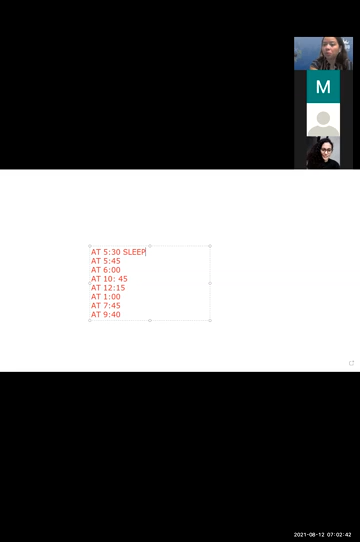 M
AT 5:30 SLEEP
AT 5:45
AT 6:00
AT 10: 45
AT 12:15
AT 1:00
AT 7:45
AT 9:40
2021-08-12 07:02:42